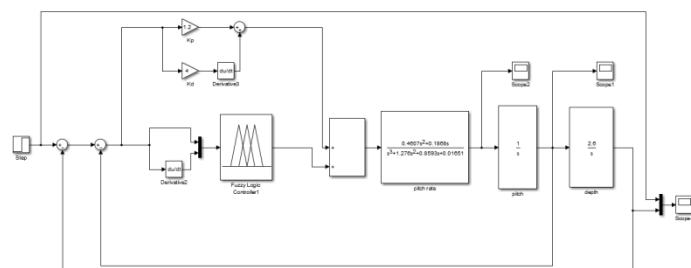 1.2
Kp
4
Kd
du/dt
Derivative3
Scope2
Scope1
Step
du/dt
Derivative2
Fuzzy Logic
Controller1
+
+
0.4607s²+0.1868s
s³+1.276s²+0.8593s+0.01651
pitch rate
1
s
pitch
2.6
s
depth
Scope